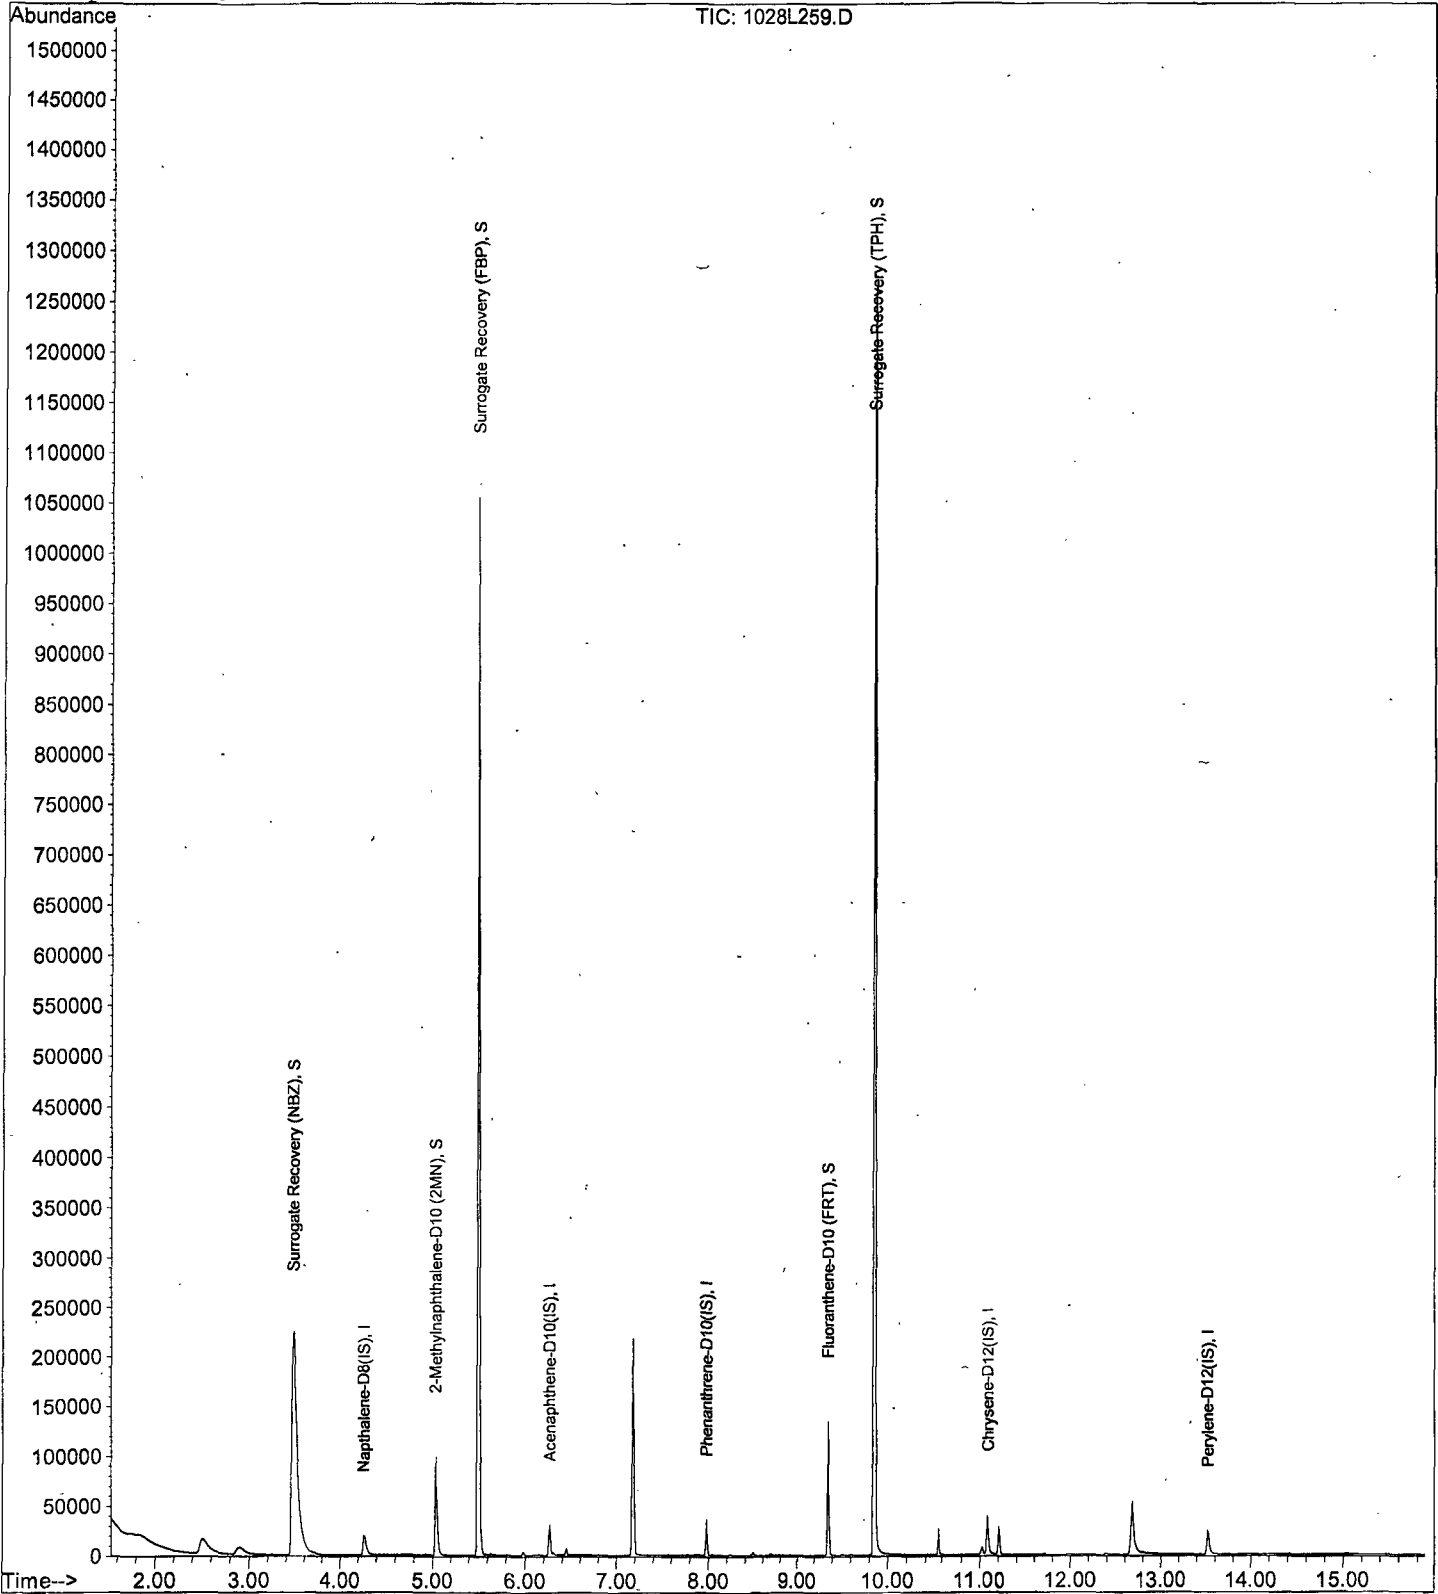 Abundance
TIC: 1028L259.D
1500000
1450000
1400000
1350000
1300000
1250000
1200000
1150000
1100000
1050000
1000000
950000
900000
850000
800000
750000
700000
650000
600000
550000
500000
450000
400000
350000
300000
250000
200000
150000
100000
50000
0
Surrogate Recovery (NBZ), S
Napthalene-D8(IS), I
2-Methylnaphthalene-D10 (2MN), S
Surrogate Recovery (FBP), S
Acenaphthene-D10(IS), I
Phenanthrene-D10(IS), I
Fluoranthene-D10 (FRT), S
Surrogate Recovery (TPH), S
Chrysene-D12(IS), I
Perylene-D12(IS), I
Time--> 2.00 3.00 4.00 5.00 6.00 7.00 8.00 9.00 10.00 11.00 12.00 13.00 14.00 15.00